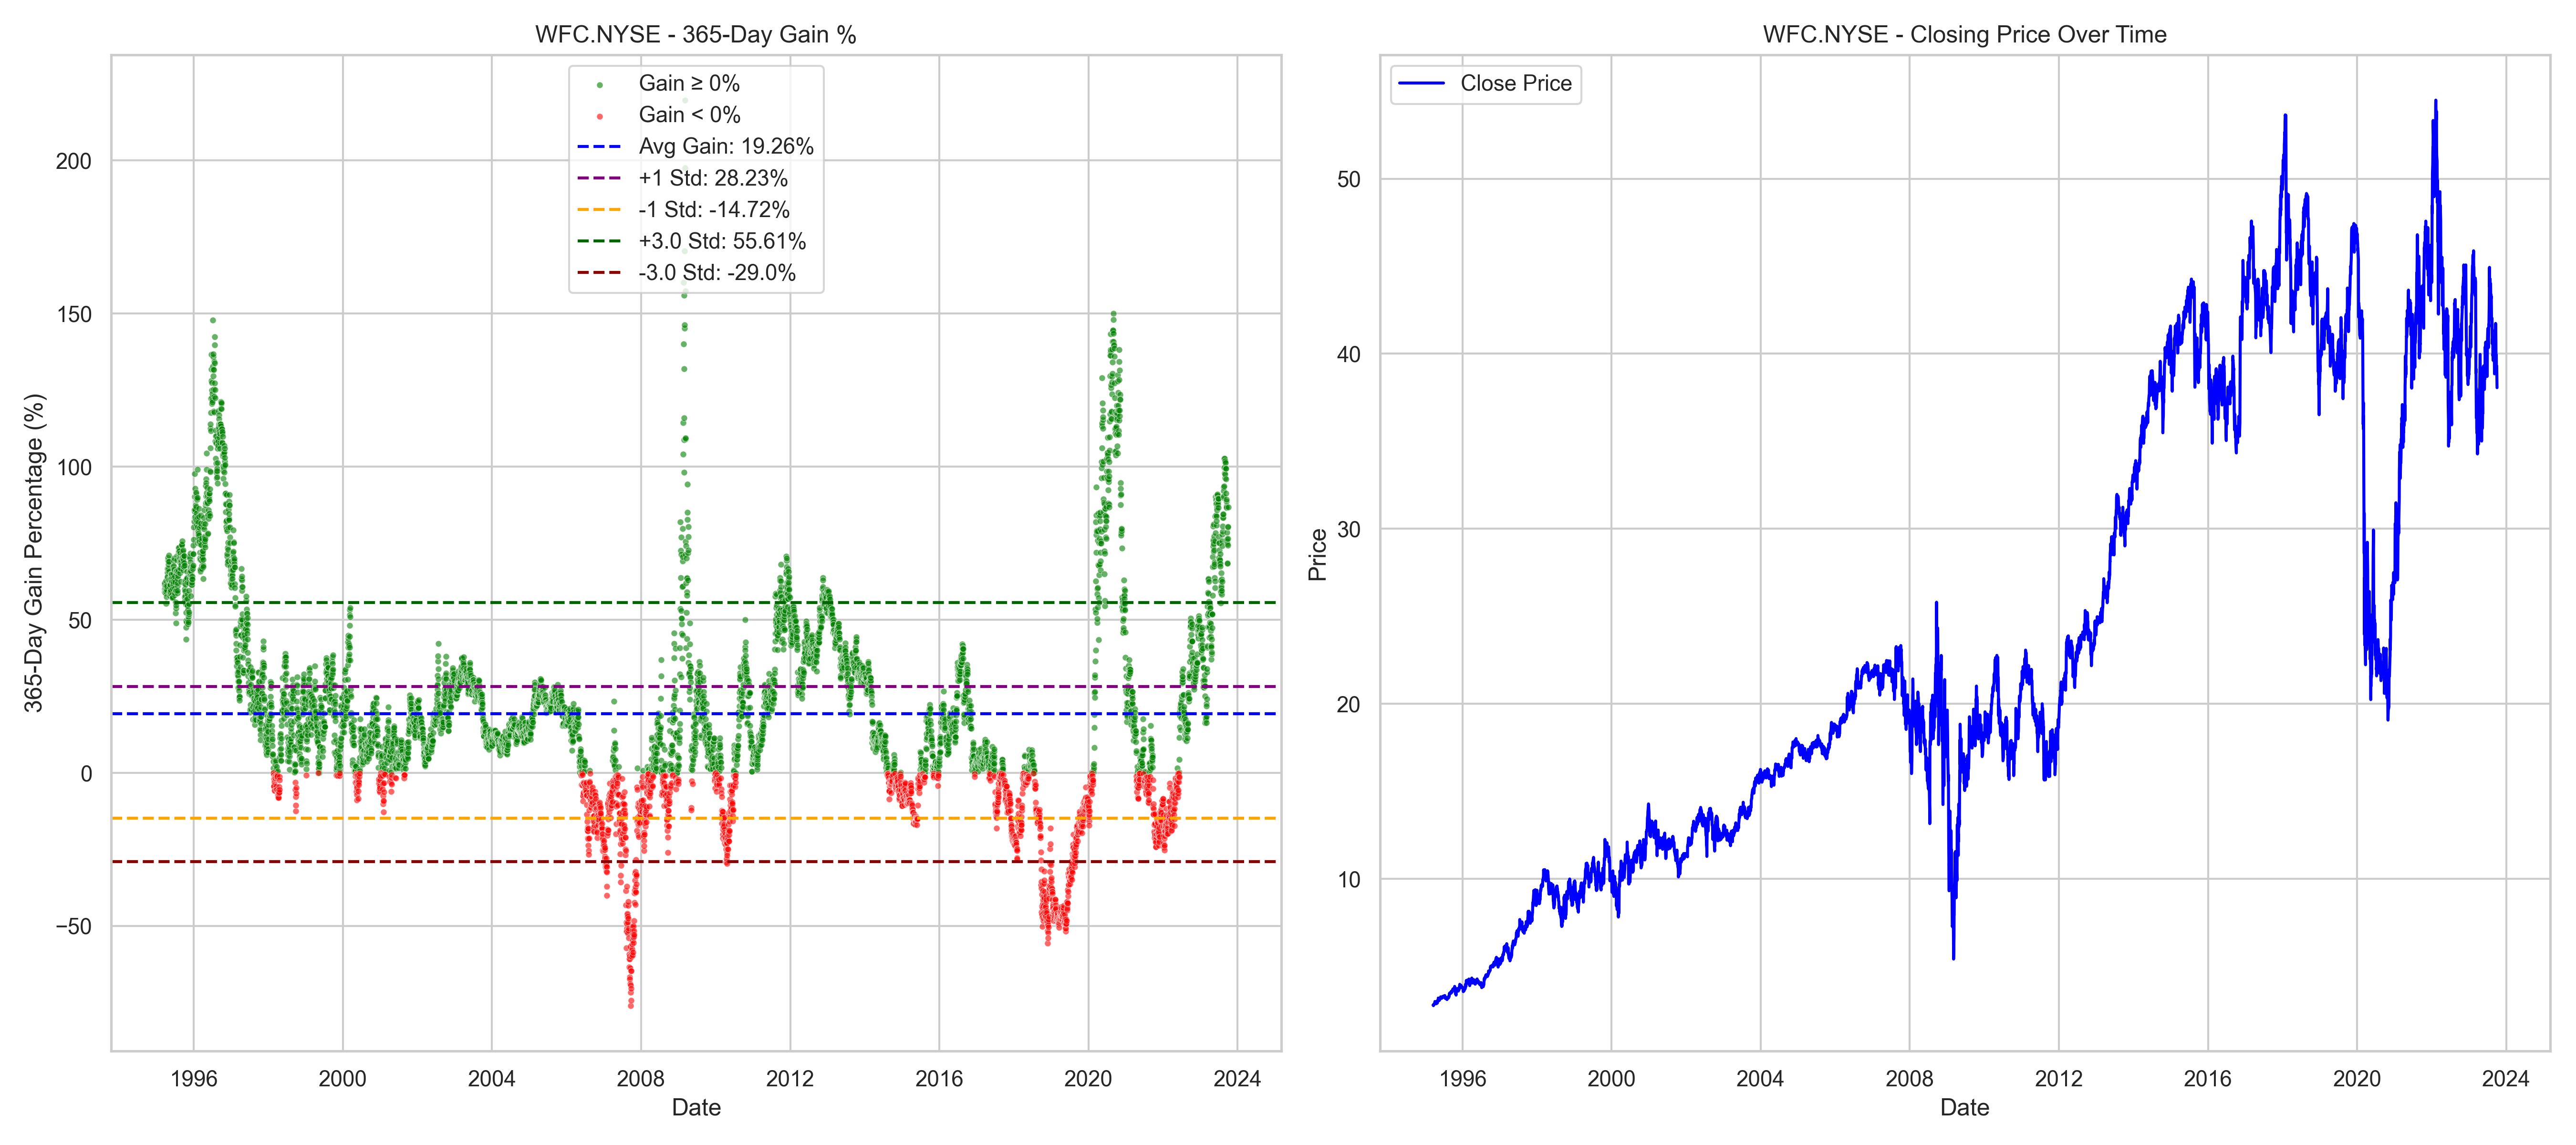 WFC.NYSE - 365-Day Gain %
Gain ≥ 0%
Gain < 0%
Avg Gain: 19.26%
+1 Std: 28.23%
-1 Std: -14.72%
+3.0 Std: 55.61%
-3.0 Std: -29.0%
365-Day Gain Percentage (%)
200
150
100
50
0
−50
1996 2000 2004 2008 2012 2016 2020 2024
Date
WFC.NYSE - Closing Price Over Time
Close Price
Price
50
40
30
20
10
1996 2000 2004 2008 2012 2016 2020 2024
Date